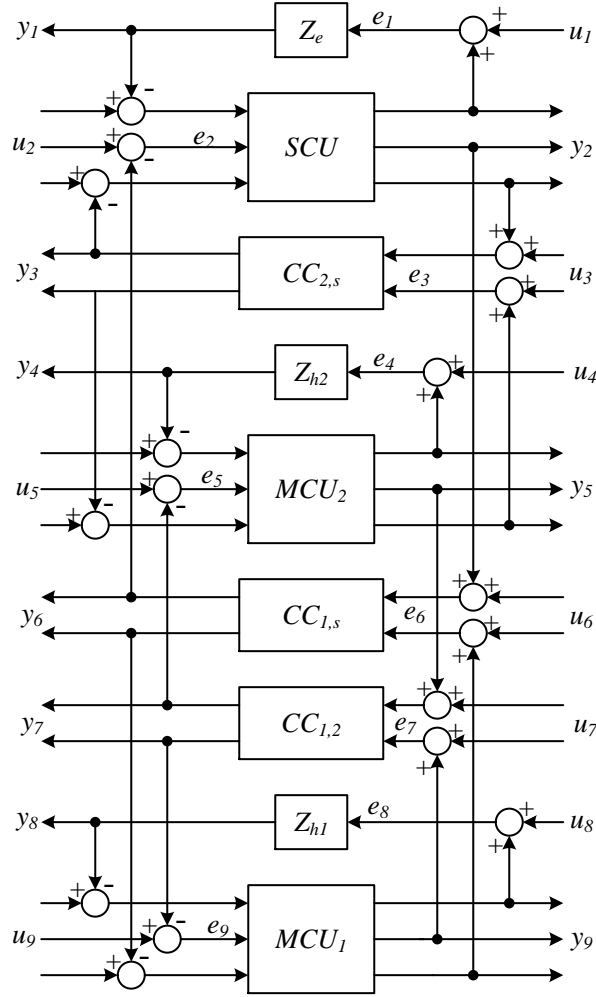 y1 Ze e1 + u1
+
- +
u2 + e2 SCU y2
-
+
-
+ +
y3 CC2,s e3 u3
+ +
y4 Zh2 e4 + u4
+
- +
u5 + e5 MCU2 y5
-
+ -
y6 CC1,s e6 + + u6
+ +
y7 CC1,2 e7 + + u7
+ +
y8 Zh1 e8 + u8
+
+ -
u9 + - e9 MCU1 y9
+ -